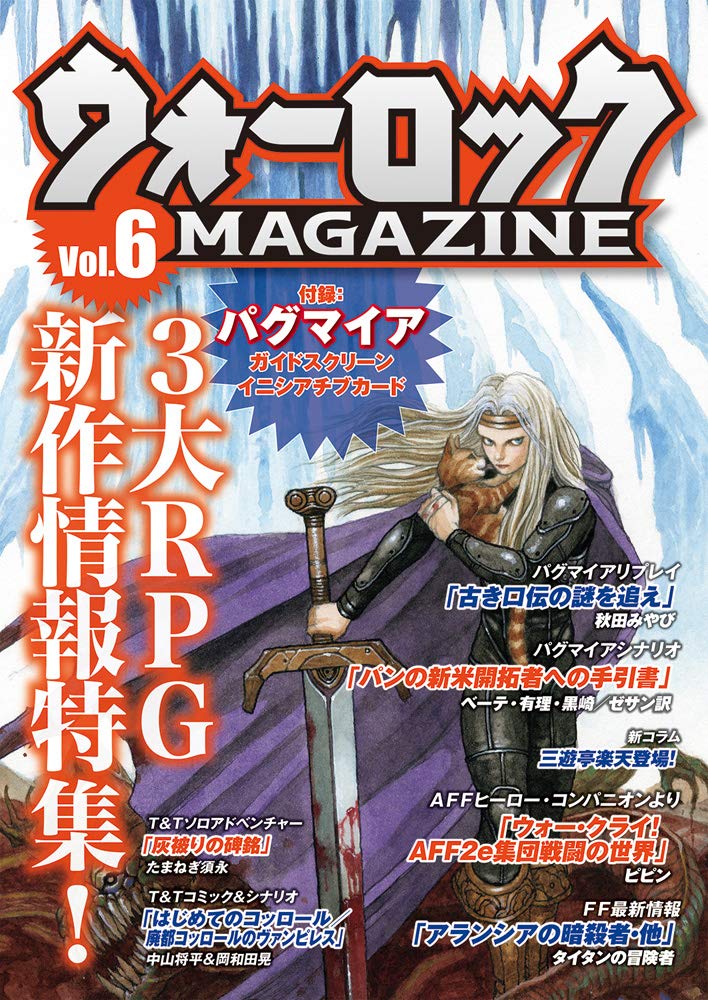 ウォーロック
MAGAZINE
Vol.6
付録:
パグマイア
ガイドスクリーン
イニシアチブカード
3大RPG
新作情報特集!
パグマイアリプレイ
「古き口伝の謎を追え」
秋田みやび
パグマイアシナリオ
「パンの新米開拓者への手引書」
ベーテ・有理・黒崎/ゼサン訳
新コラム
三遊亭楽天登場!
AFFヒーロー・コンパニオンより
「ウォー・クライ!
AFF2e集団戦闘の世界」
ピピン
FF最新情報
「アランシアの暗殺者・他」
タイタンの冒険者
T&Tソロアドベンチャー
「灰被りの碑銘」
たまねぎ須永
T&Tコミック&シナリオ
「はじめてのコッロール/
廃都コッロールのヴァンピレス」
中山将平&岡和田晃